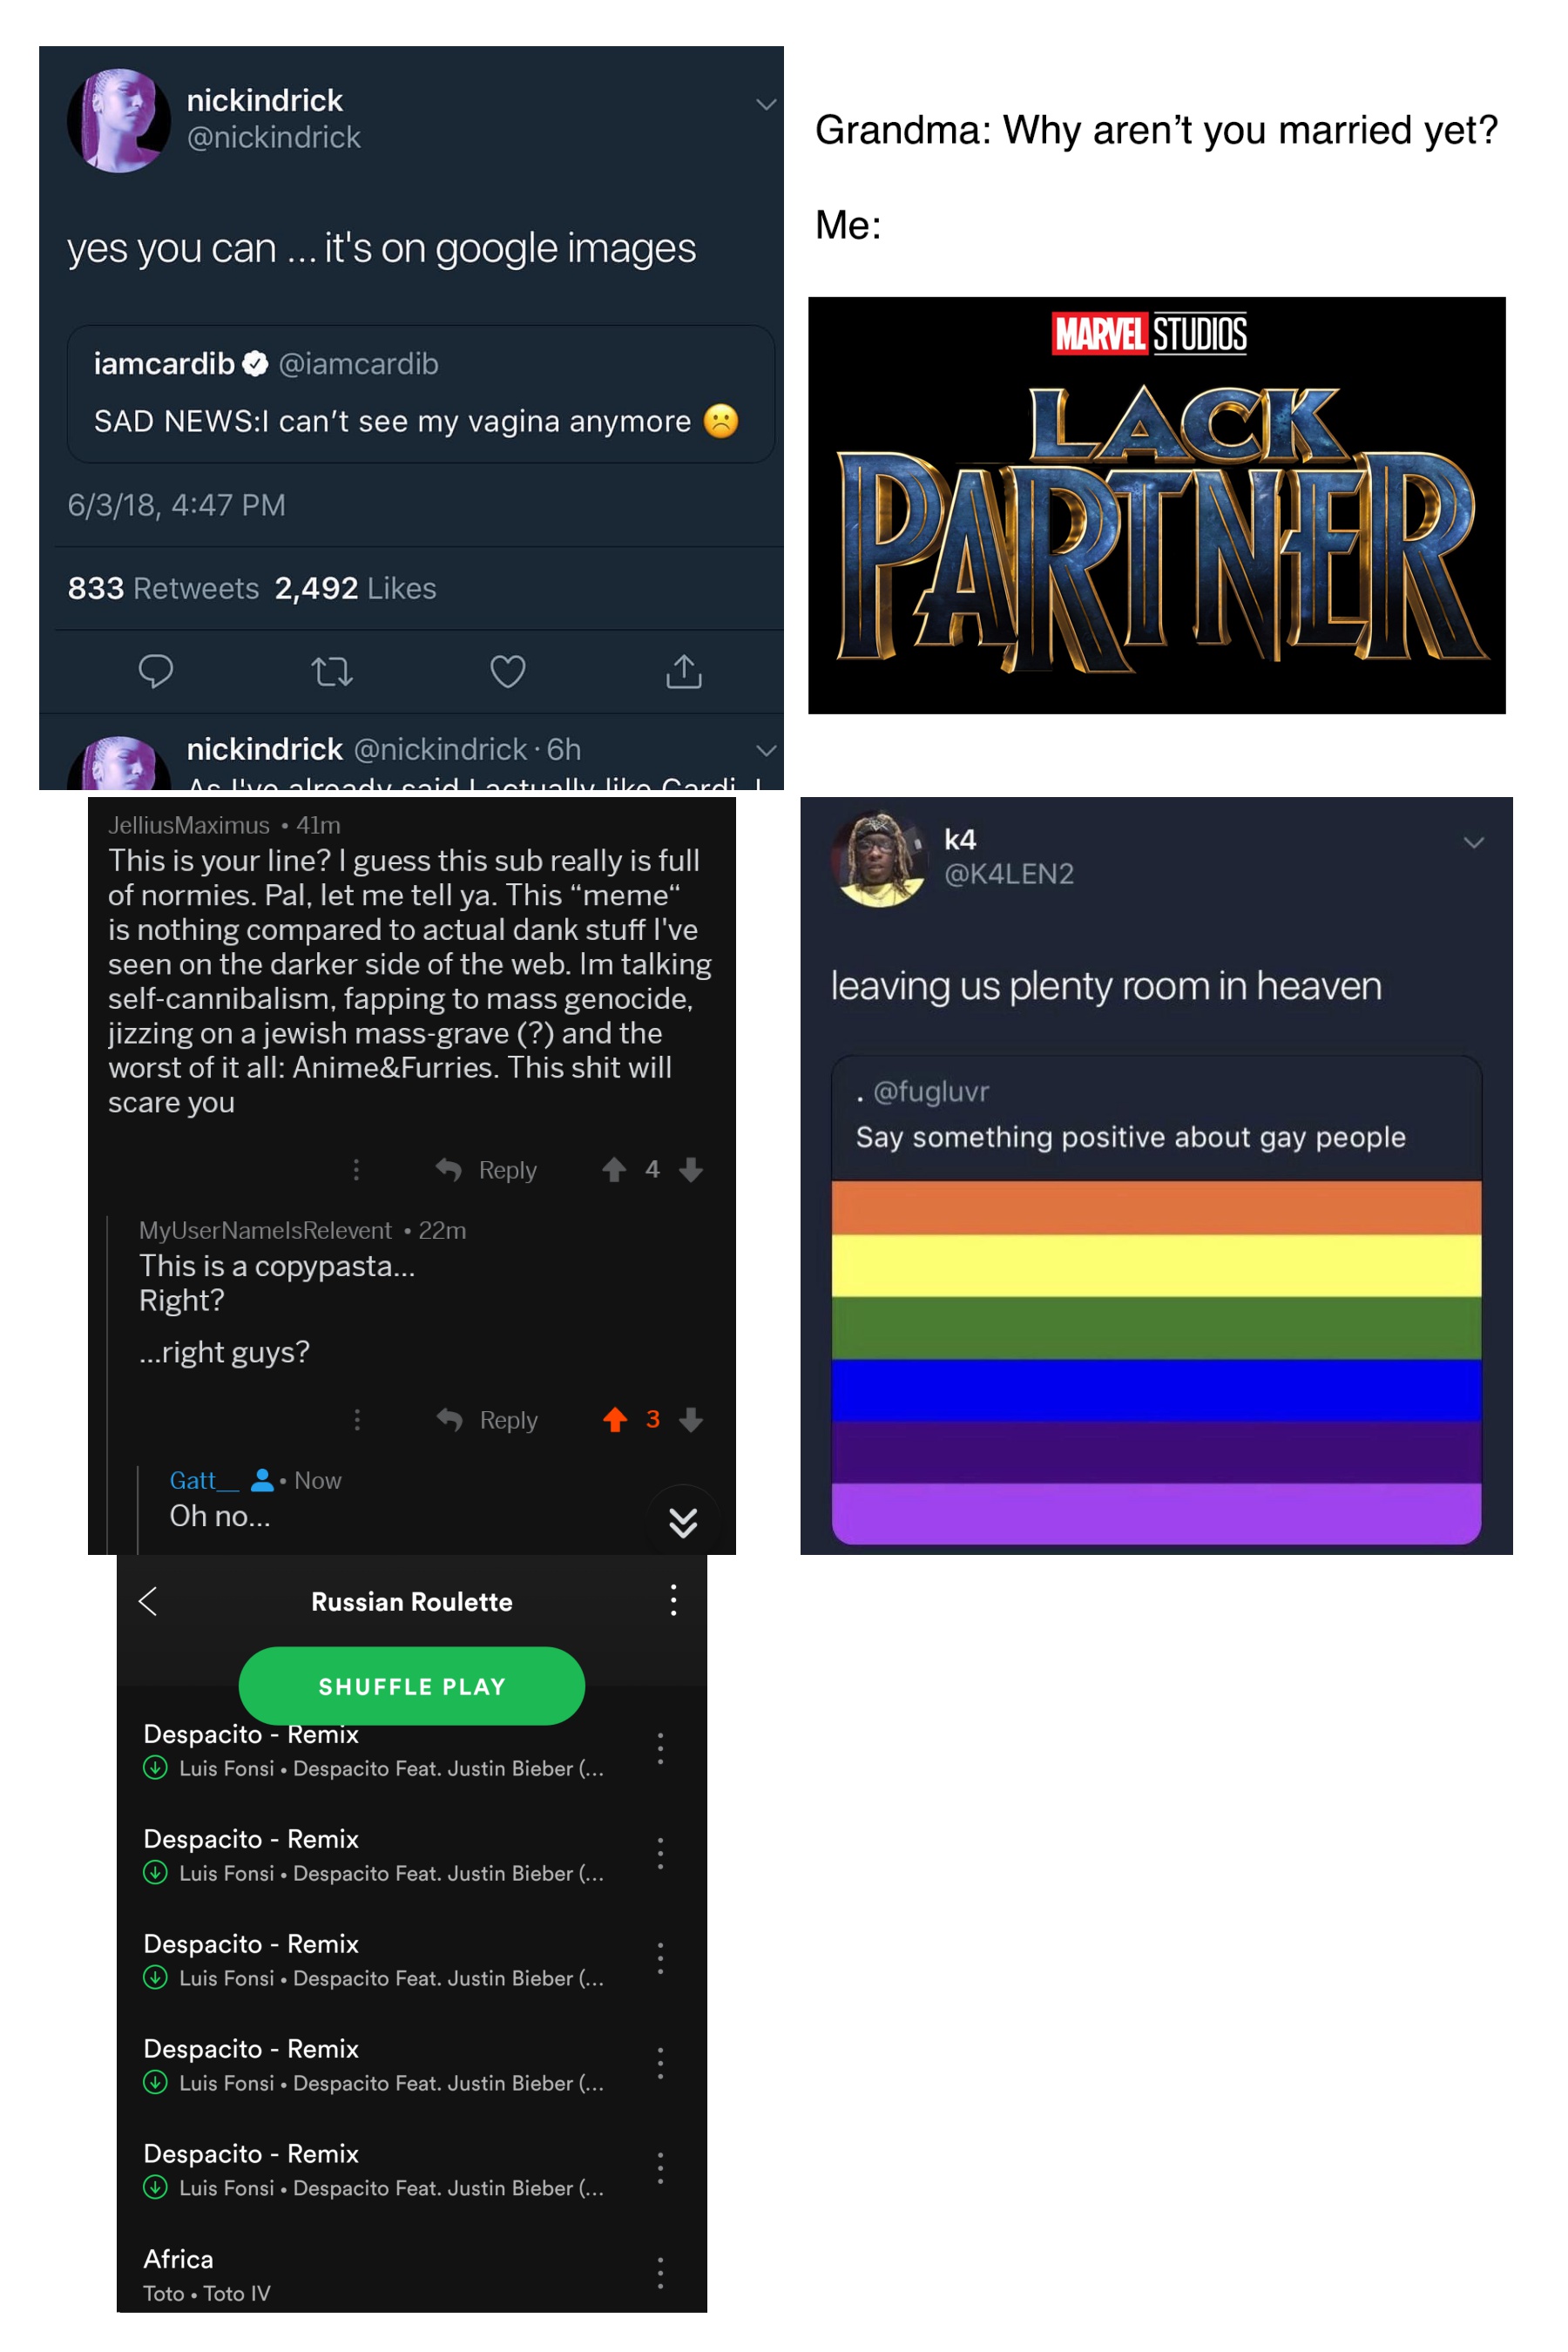 nickindrick
@nickindrick
yes you can ... it's on google images
iamcardib @iamcardib
SAD NEWS:I can’t see my vagina anymore ☹️
6/3/18, 4:47 PM
833 Retweets 2,492 Likes
nickindrick @nickindrick · 6h
As I've already said I actually like Cardi. I
Grandma: Why aren’t you married yet?
Me:
MARVEL STUDIOS
LACK
PARTNER
JelliusMaximus • 41m
This is your line? I guess this sub really is full
of normies. Pal, let me tell ya. This “meme“
is nothing compared to actual dank stuff I've
seen on the darker side of the web. Im talking
self-cannibalism, fapping to mass genocide,
jizzing on a jewish mass-grave (?) and the
worst of it all: Anime&Furries. This shit will
scare you
Reply 4
MyUserNameIsRelevent • 22m
This is a copypasta...
Right?
...right guys?
Reply 3
Gatt__ • Now
Oh no...
k4
@K4LEN2
leaving us plenty room in heaven
. @fugluvr
Say something positive about gay people
Russian Roulette
SHUFFLE PLAY
Despacito - Remix
Luis Fonsi • Despacito Feat. Justin Bieber (...
Despacito - Remix
Luis Fonsi • Despacito Feat. Justin Bieber (...
Despacito - Remix
Luis Fonsi • Despacito Feat. Justin Bieber (...
Despacito - Remix
Luis Fonsi • Despacito Feat. Justin Bieber (...
Despacito - Remix
Luis Fonsi • Despacito Feat. Justin Bieber (...
Africa
Toto • Toto IV